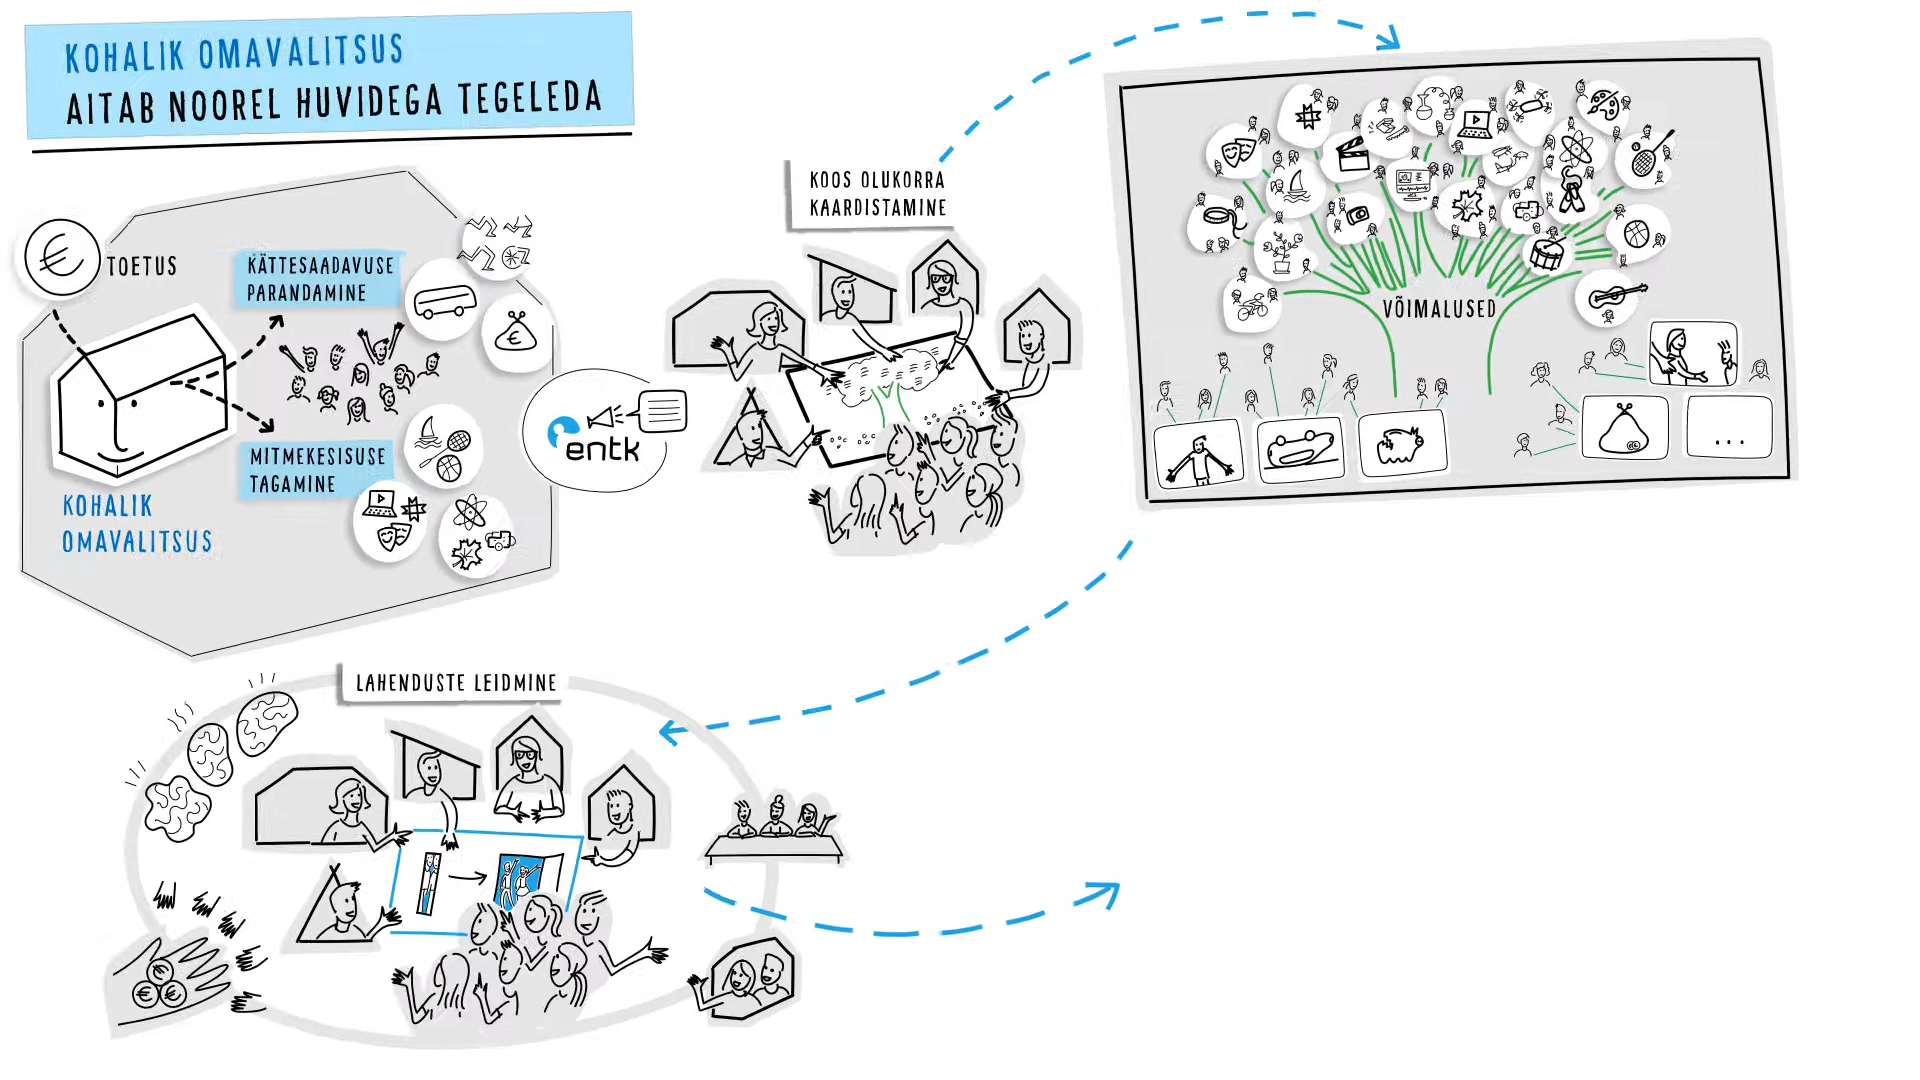 KOHALIK OMAVALITSUS
AITAB NOOREL HUVIDEGA TEGELEDA
€
TOETUS
KÄTTESAADAVUSE
PARANDAMINE
€
MITMEKESISUSE
TAGAMINE
KOHALIK
OMAVALITSUS
entk
KOOS OLUKORRA
KAARDISTAMINE
VÕIMALUSED
...
LAHENDUSTE LEIDMINE
€
€ €